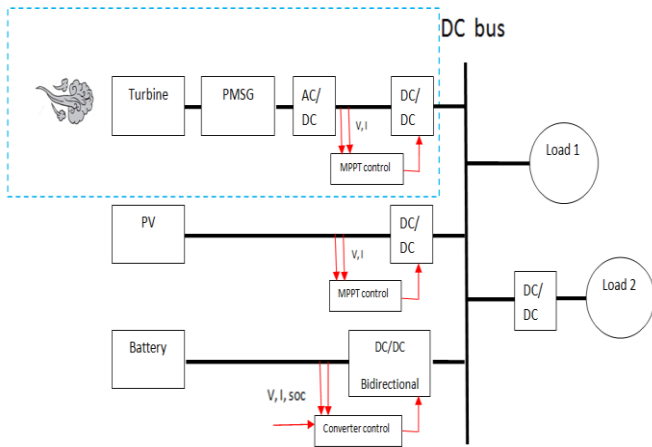 DC bus
Turbine
PMSG
AC/
DC
DC/
DC
V, I
MPPT control
Load 1
PV
DC/
DC
V, I
MPPT control
DC/
DC
Load 2
Battery
DC/DC
Bidirectional
V, I, soc
Converter control